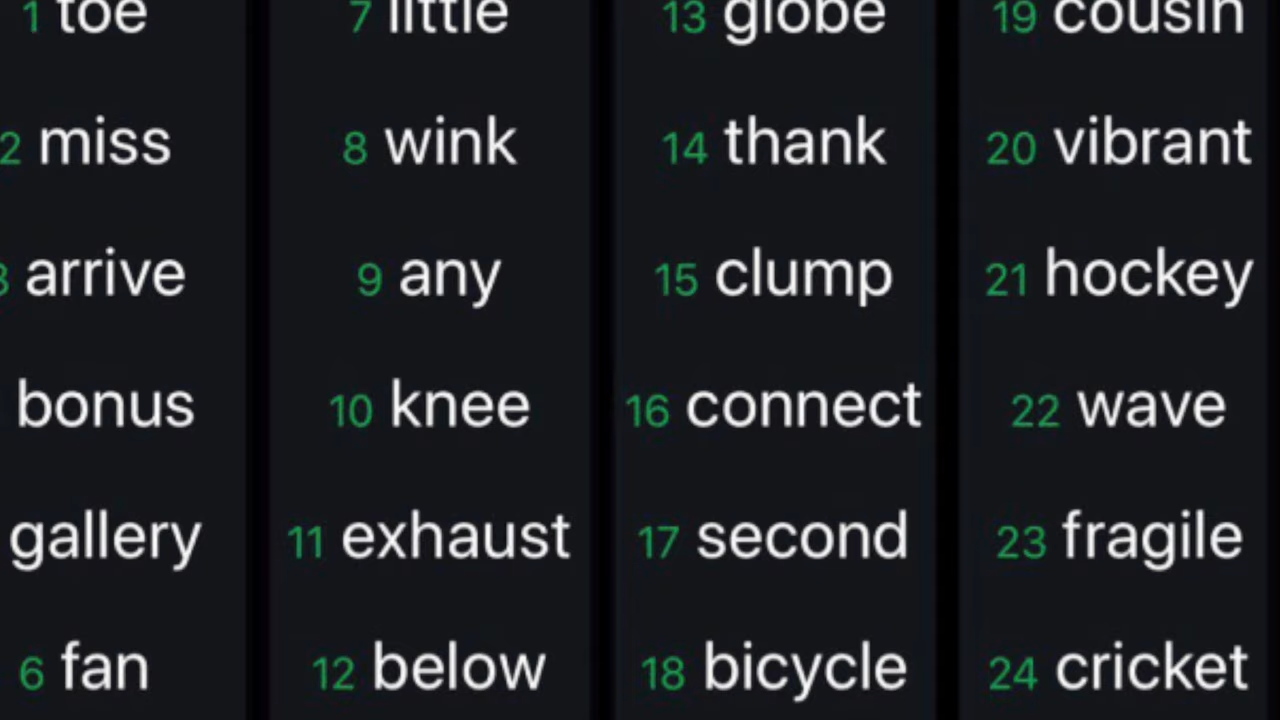 1 toe
2 miss
3 arrive
bonus
gallery
6 fan
7 little
8 wink
9 any
10 knee
11 exhaust
12 below
13 globe
14 thank
15 clump
16 connect
17 second
18 bicycle
19 cousin
20 vibrant
21 hockey
22 wave
23 fragile
24 cricket